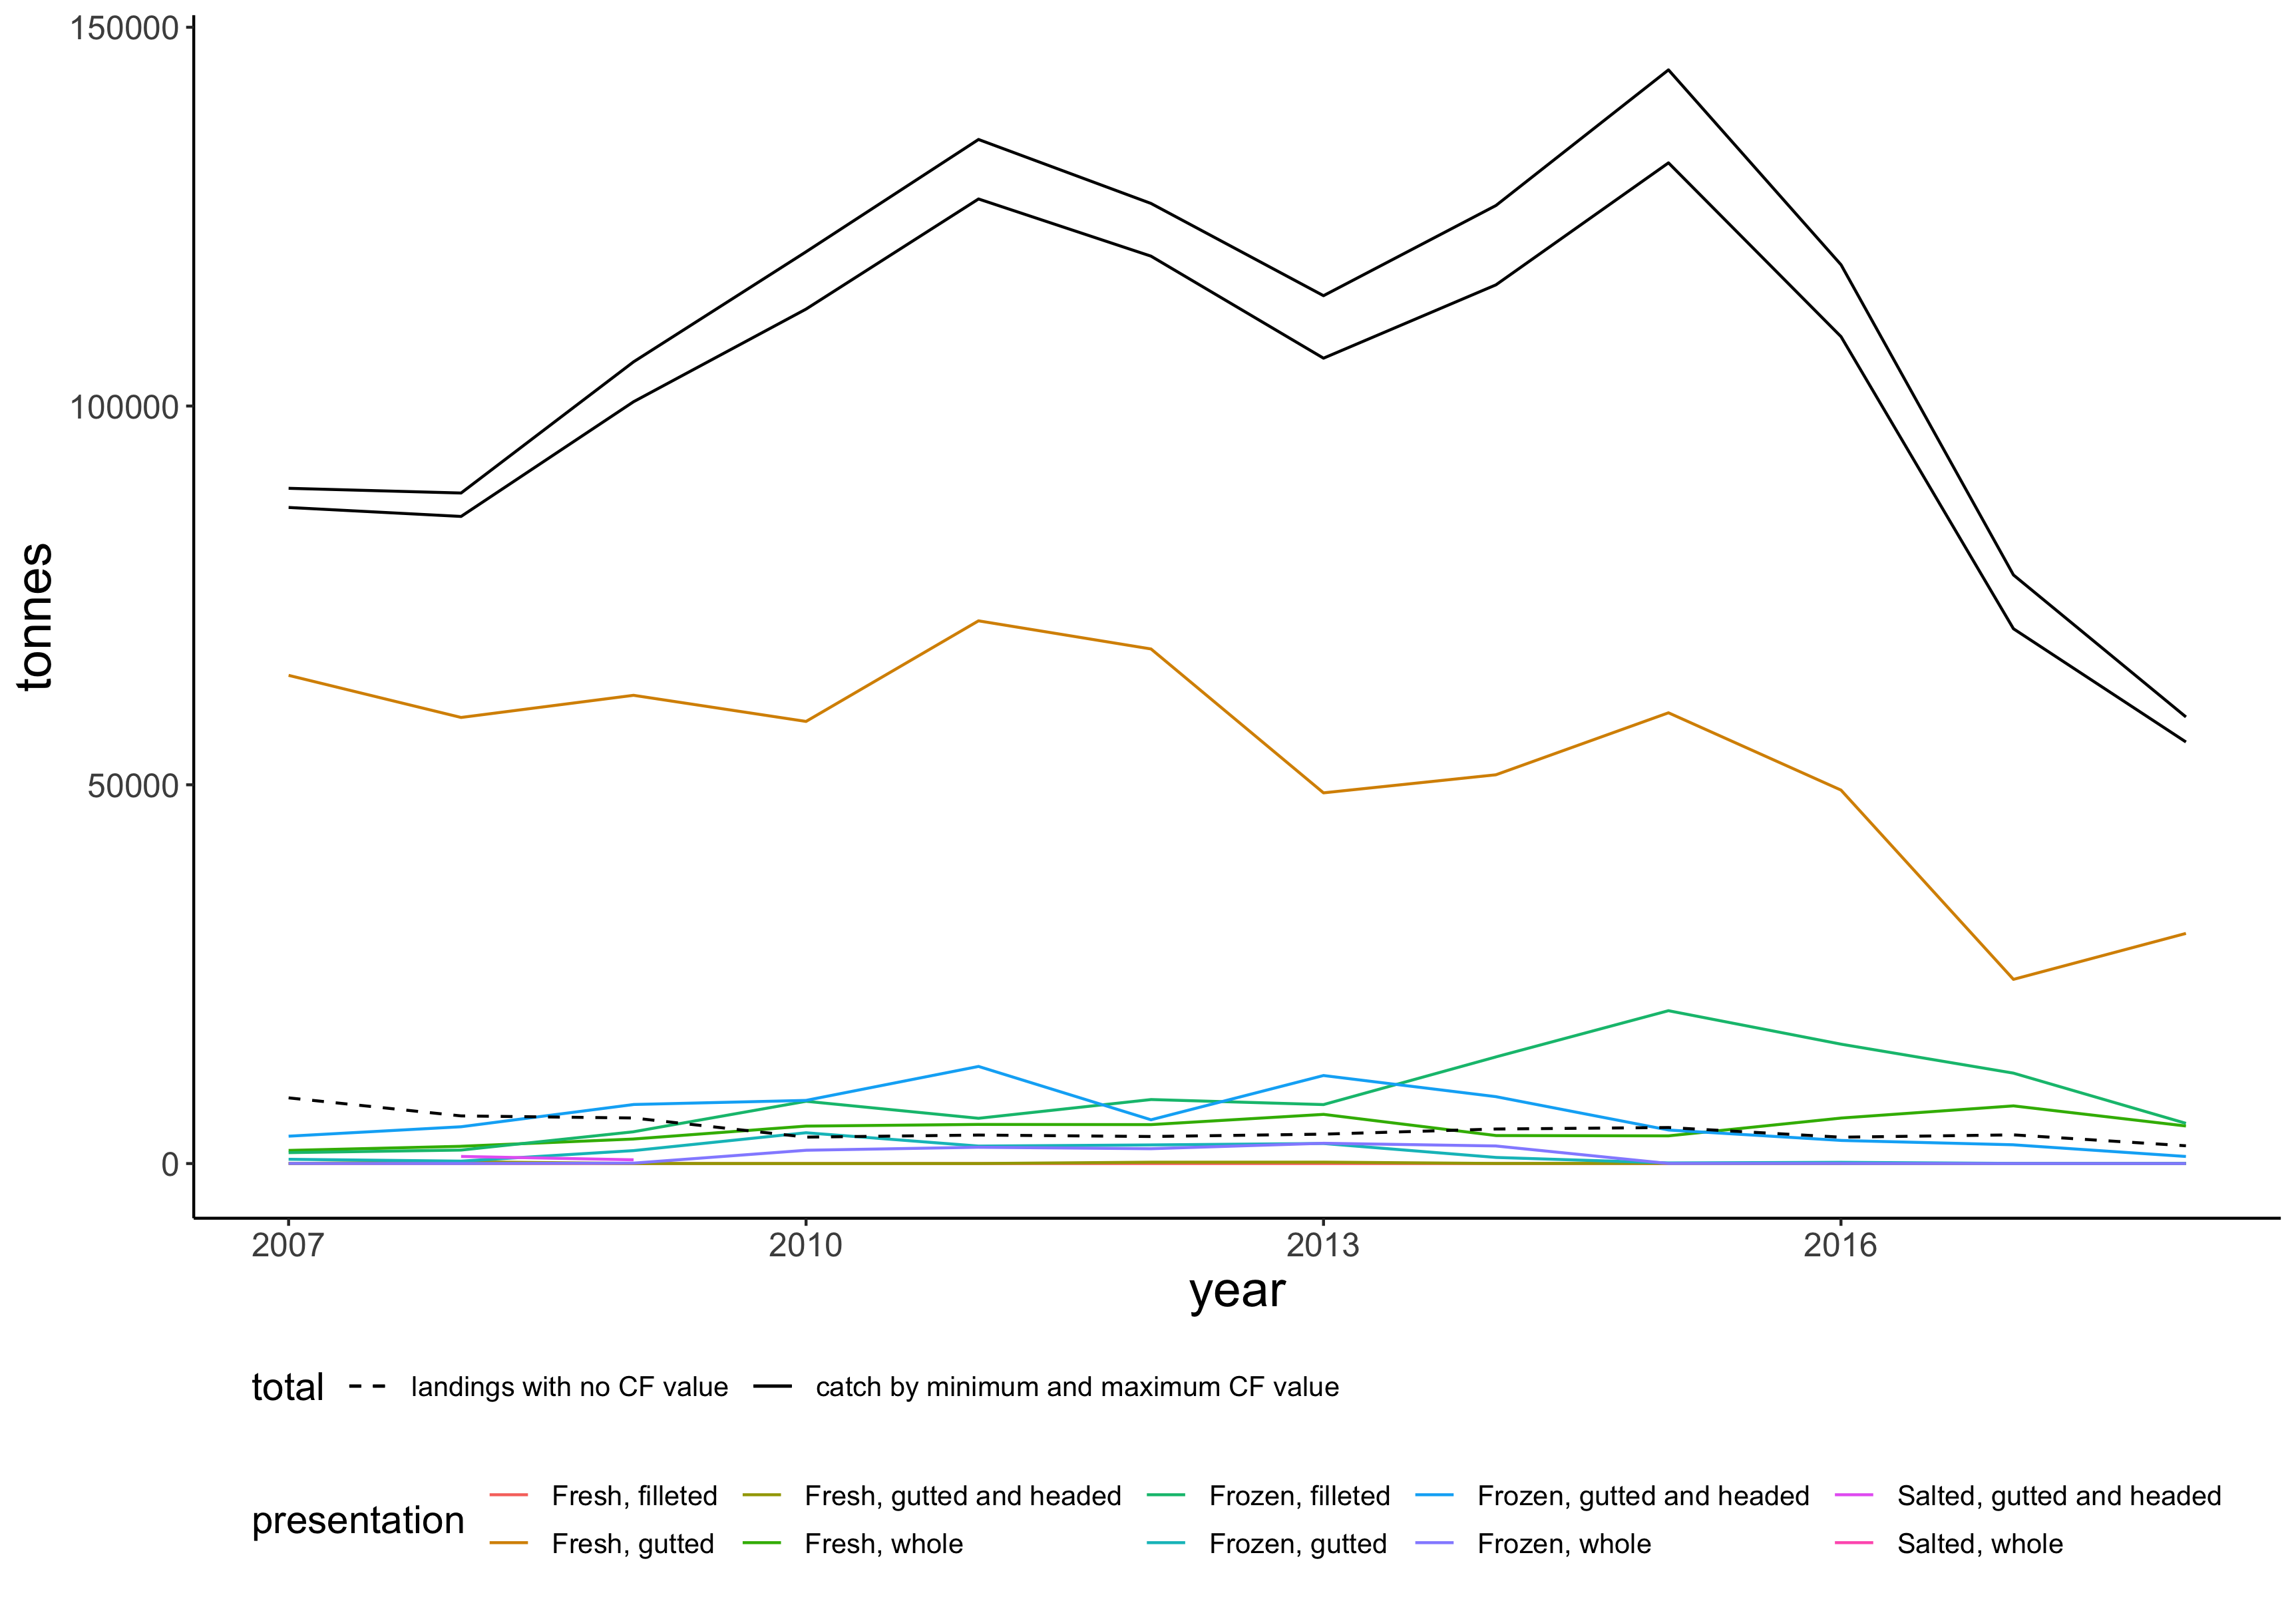 150000
100000
50000
0
tonnes
2007 2010 2013 2016
year
total landings with no CF value catch by minimum and maximum CF value
presentation
Fresh, filleted Fresh, gutted and headed Frozen, filleted Frozen, gutted and headed Salted, gutted and headed
Fresh, gutted Fresh, whole Frozen, gutted Frozen, whole Salted, whole